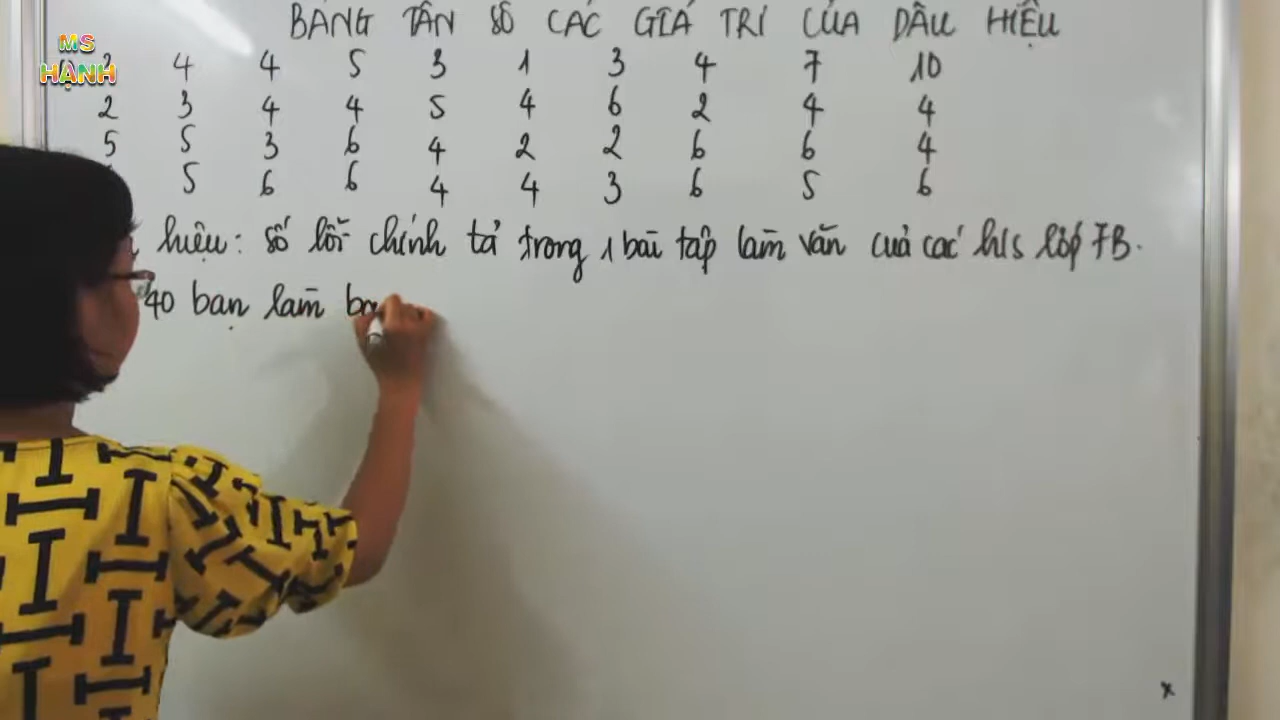 MS HẠNH
BẢNG TẦN SỐ CÁC GIÁ TRỊ CỦA DẤU HIỆU
2 4 4 5 3 1 3 4 7 10
2 3 4 4 5 4 6 2 4 4
5 5 3 6 4 2 2 6 6 4
5 6 6 4 4 3 6 5 6
hiệu: số lỗi chính tả trong 1 bài tập làm văn của các h/s lớp 7B.
40 bạn làm
x